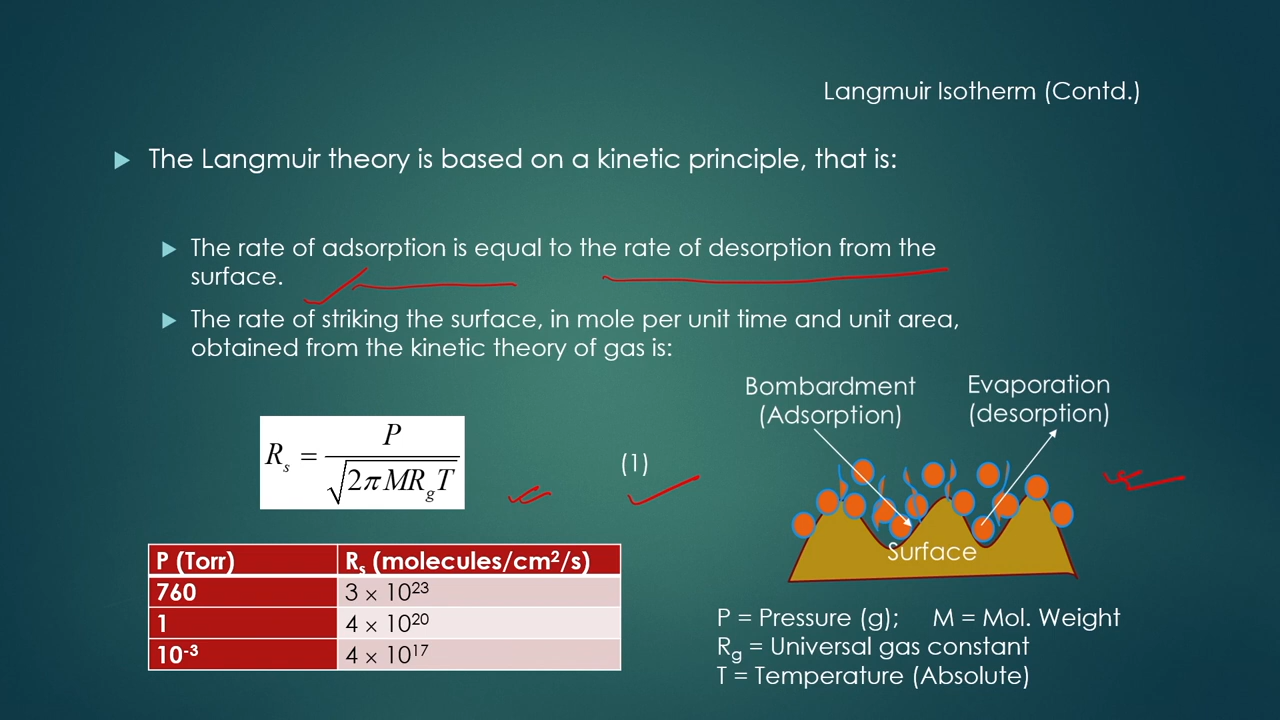 Langmuir Isotherm (Contd.)
The Langmuir theory is based on a kinetic principle, that is:
The rate of adsorption is equal to the rate of desorption from the
surface.
The rate of striking the surface, in mole per unit time and unit area,
obtained from the kinetic theory of gas is:
R_s = P / √(2πMR_gT)
(1)
Bombardment
(Adsorption)
Evaporation
(desorption)
Surface
P (Torr) R_s (molecules/cm²/s)
760 3 × 10²³
1 4 × 10²⁰
10⁻³ 4 × 10¹⁷
P = Pressure (g); M = Mol. Weight
R_g = Universal gas constant
T = Temperature (Absolute)